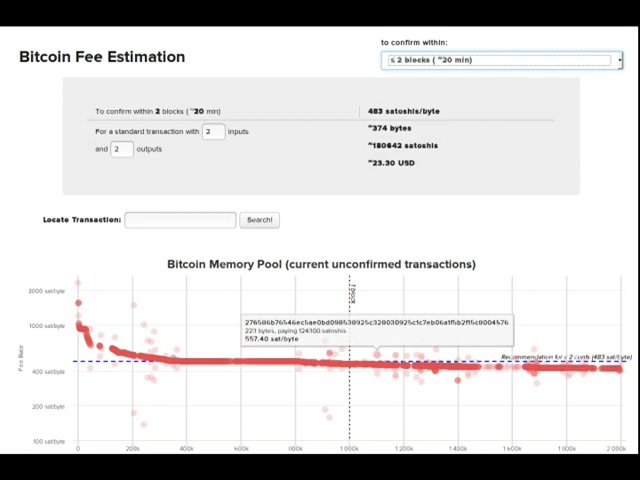 to confirm within:
Bitcoin Fee Estimation
≤ 2 blocks ( ~20 min)
To confirm within 2 blocks ( ~20 min)
483 satoshis/byte
For a standard transaction with 2 inputs
~374 bytes
and 2 outputs
~180642 satoshis
~23.30 USD
Locate Transaction:
Search!
Bitcoin Memory Pool (current unconfirmed transactions)
2000 sat/byte
1 block
1000 sat/byte
223 bytes, paying 124300 satoshis
557.40 sat/byte
Fee Rate
Recommendation for ≤ 2 confs (483 sat/byte)
400 sat/byte
200 sat/byte
100 sat/byte
0 200k 400k 600k 800k 1 000k 1 200k 1 400k 1 600k 1 800k 2 000k